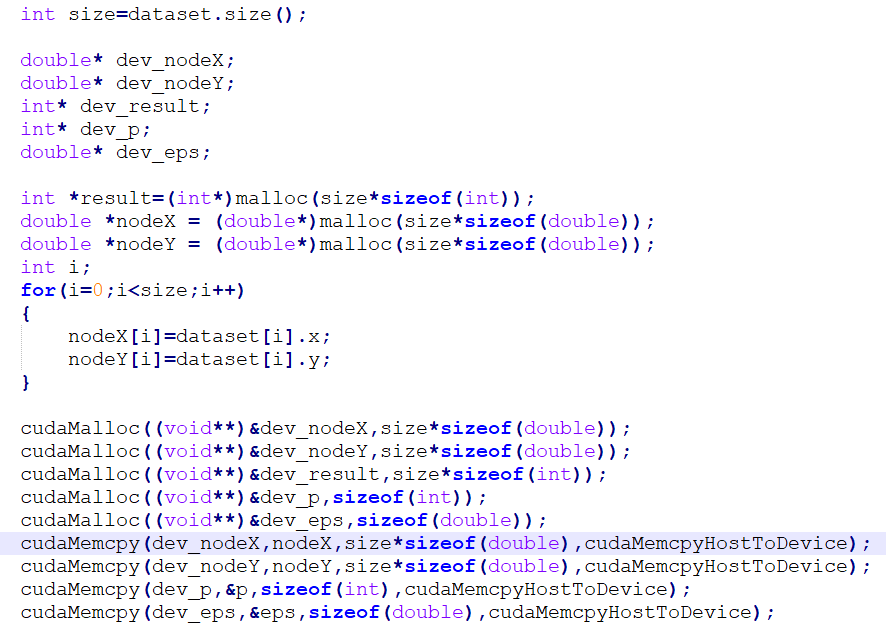 int size=dataset.size();
double* dev_nodeX;
double* dev_nodeY;
int* dev_result;
int* dev_p;
double* dev_eps;
int *result=(int*)malloc(size*sizeof(int));
double *nodeX = (double*)malloc(size*sizeof(double));
double *nodeY = (double*)malloc(size*sizeof(double));
int i;
for(i=0;i<size;i++)
{
    nodeX[i]=dataset[i].x;
    nodeY[i]=dataset[i].y;
}
cudaMalloc((void**)&dev_nodeX,size*sizeof(double));
cudaMalloc((void**)&dev_nodeY,size*sizeof(double));
cudaMalloc((void**)&dev_result,size*sizeof(int));
cudaMalloc((void**)&dev_p,sizeof(int));
cudaMalloc((void**)&dev_eps,sizeof(double));
cudaMemcpy(dev_nodeX,nodeX,size*sizeof(double),cudaMemcpyHostToDevice);
cudaMemcpy(dev_nodeY,nodeY,size*sizeof(double),cudaMemcpyHostToDevice);
cudaMemcpy(dev_p,&p,sizeof(int),cudaMemcpyHostToDevice);
cudaMemcpy(dev_eps,&eps,sizeof(double),cudaMemcpyHostToDevice);